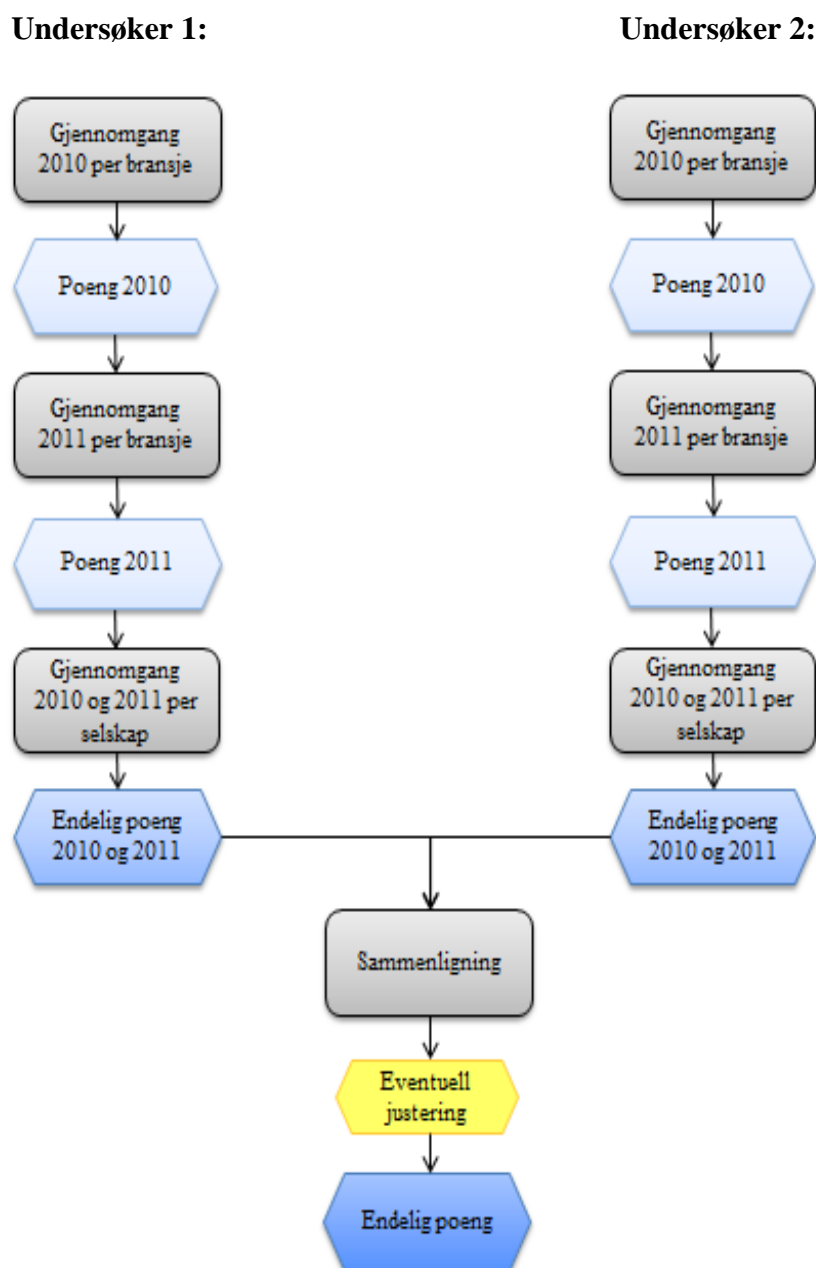 Undersøker 1:
Gjennomgang
2010 per bransje
Poeng 2010
Gjennomgang
2011 per bransje
Poeng 2011
Gjennomgang
2010 og 2011 per
selskap
Endelig poeng
2010 og 2011
Undersøker 2:
Gjennomgang
2010 per bransje
Poeng 2010
Gjennomgang
2011 per bransje
Poeng 2011
Gjennomgang
2010 og 2011 per
selskap
Endelig poeng
2010 og 2011
Sammenligning
Eventuell
justering
Endelig poeng